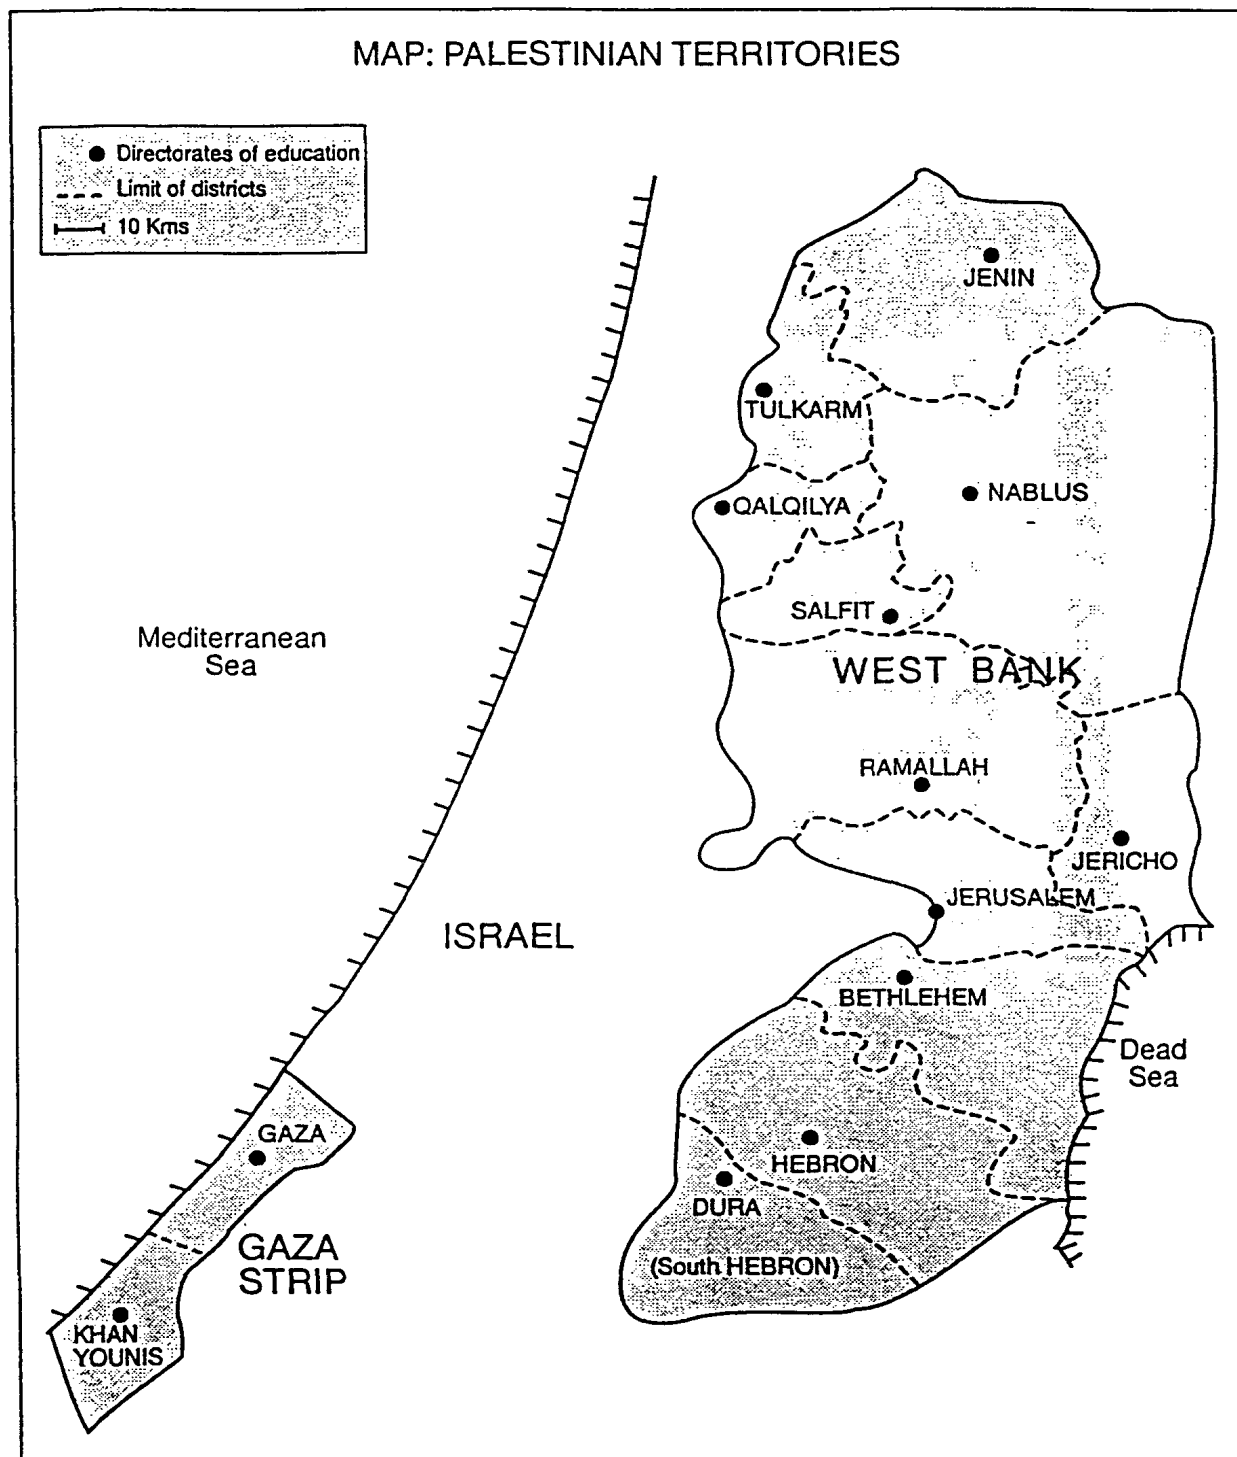 MAP: PALESTINIAN TERRITORIES
Directorates of education
Limit of districts
10 Kms
JENIN
TULKARM
NABLUS
QALQILYA
SALFIT
Mediterranean
Sea
WEST BANK
RAMALLAH
JERICHO
JERUSALEM
ISRAEL
BETHLEHEM
Dead
Sea
GAZA
HEBRON
DURA
GAZA
STRIP
(South HEBRON)
KHAN
YOUNIS